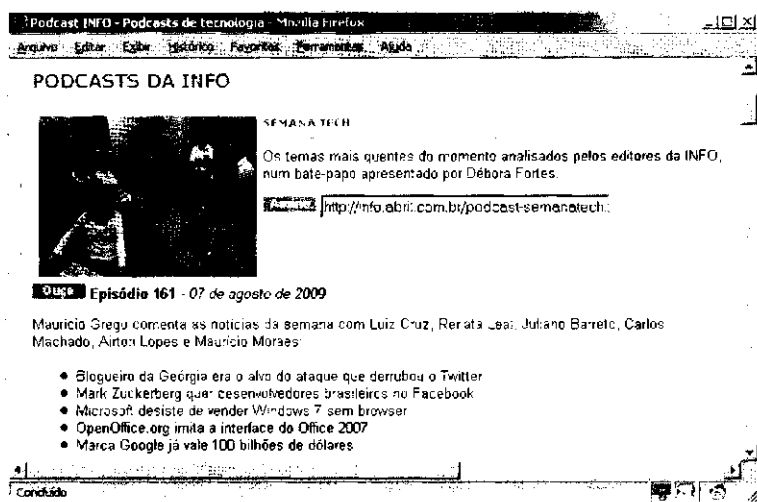 Podcast INFO - Podcasts de tecnologia - Mozilla Firefox
Arquivo Editar Exibir Histórico Favoritos Ferramentas Ajuda
PODCASTS DA INFO
SEMANA TECH
Os temas mais quentes do momento analisados pelos editores da INFO,
num bate-papo apresentado por Débora Fortes.
http://info.abril.com.br/podcast-semanatech.
Ouça Episódio 161 - 07 de agosto de 2009
Mauricio Grego comenta as notícias da semana com Luiz Cruz, Renata Leal, Juliano Barreto, Carlos
Machado, Airton Lopes e Maurício Moraes:
• Blogueiro da Geórgia era o alvo do ataque que derrubou o Twitter
• Mark Zuckerberg quer desenvolvedores brasileiros no Facebook
• Microsoft desiste de vender Windows 7 sem browser
• OpenOffice.org imita a interface do Office 2007
• Marca Google já vale 100 bilhões de dólares
Concluído